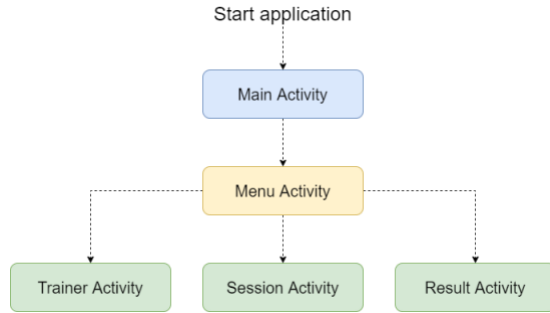 Start application
Main Activity
Menu Activity
Trainer Activity
Session Activity
Result Activity